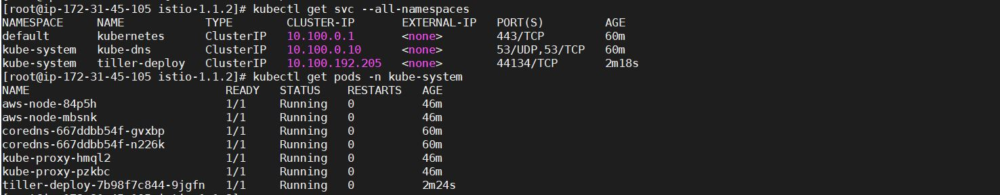 [root@ip-172-31-45-105 istio-1.1.2]# kubectl get svc --all-namespaces
NAMESPACE     NAME            TYPE        CLUSTER-IP       EXTERNAL-IP   PORT(S)         AGE
default       kubernetes      ClusterIP   10.100.0.1       <none>        443/TCP         60m
kube-system   kube-dns        ClusterIP   10.100.0.10      <none>        53/UDP,53/TCP   60m
kube-system   tiller-deploy   ClusterIP   10.100.192.205   <none>        44134/TCP       2m18s
[root@ip-172-31-45-105 istio-1.1.2]# kubectl get pods -n kube-system
NAME                             READY   STATUS    RESTARTS   AGE
aws-node-84p5h                   1/1     Running   0          46m
aws-node-mbsnk                   1/1     Running   0          46m
coredns-667ddbb54f-gvxbp         1/1     Running   0          60m
coredns-667ddbb54f-n226k         1/1     Running   0          60m
kube-proxy-hmql2                 1/1     Running   0          46m
kube-proxy-pzkbc                 1/1     Running   0          46m
tiller-deploy-7b98f7c844-9jgfn   1/1     Running   0          2m24s